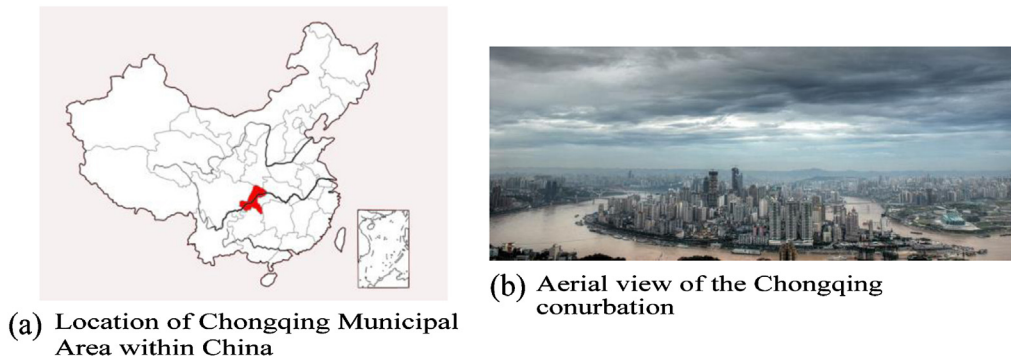 (a) Location of Chongqing Municipal
Area within China
(b) Aerial view of the Chongqing
conurbation